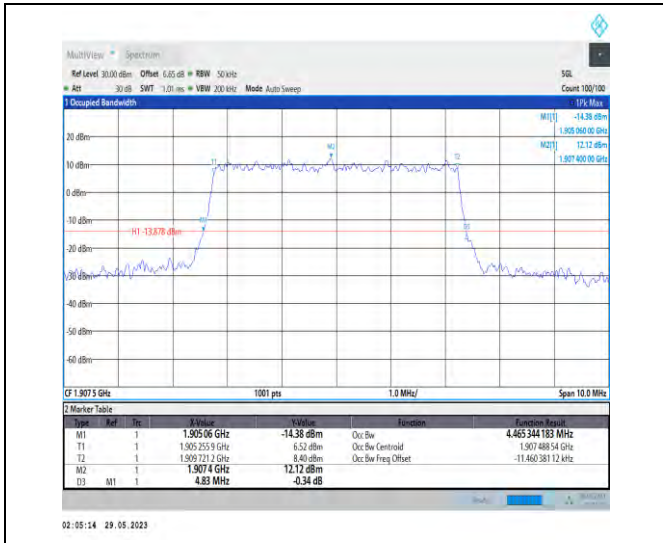 MultiView Spectrum
Ref Level 30.00 dBm Offset 6.65 dB RBW 50 kHz SGL
Att 30 dB SWT 1.01 ms VBW 200 kHz Mode Auto Sweep Count 100/100
1 Occupied Bandwidth 1Pk Max
M1[1] -14.38 dBm
1.905 060 00 GHz
20 dBm
M2[1] 12.12 dBm
1.907 400 00 GHz
M2
T1
T2
10 dBm
0 dBm
-10 dBm
H1 -13.878 dBm
-20 dBm
-30 dBm
-40 dBm
-50 dBm
-60 dBm
CF 1.907 5 GHz 1001 pts 1.0 MHz/ Span 10.0 MHz
2 Marker Table
Type Ref Trc X-Value Y-Value Function Function Result
M1 1 1.905 06 GHz -14.38 dBm Occ Bw 4.465 344 183 MHz
T1 1 1.905 255 9 GHz 6.52 dBm Occ Bw Centroid 1.907 488 54 GHz
T2 1 1.909 721 2 GHz 8.40 dBm Occ Bw Freq Offset -11.460 381 12 kHz
M2 1 1.907 4 GHz 12.12 dBm
D3 M1 1 4.83 MHz -0.34 dB
02:05:14 29.05.2023